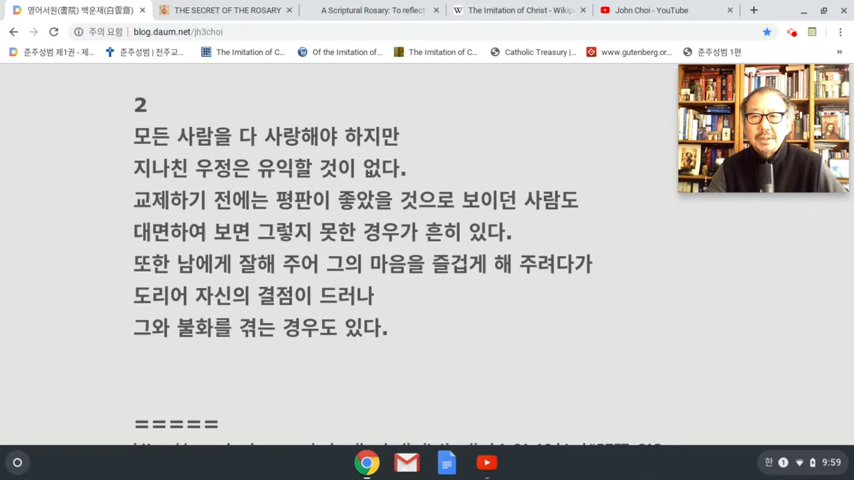 영어서원(書院) 백운재(白雲齋)
THE SECRET OF THE ROSARY
A Scriptural Rosary: To reflect
The Imitation of Christ - Wikip
John Choi - YouTube
주의 요함
blog.daum.net/jh3choi
준주성범 제1권 - 제...
준주성범 | 천주교...
The Imitation of C...
Of the Imitation of...
The Imitation of C...
Catholic Treasury |...
www.gutenberg.org...
준주성범 1편
2
모든 사람을 다 사랑해야 하지만
지나친 우정은 유익할 것이 없다.
교제하기 전에는 평판이 좋았을 것으로 보이던 사람도
대면하여 보면 그렇지 못한 경우가 흔히 있다.
또한 남에게 잘해 주어 그의 마음을 즐겁게 해 주려다가
도리어 자신의 결점이 드러나
그와 불화를 겪는 경우도 있다.
=====
한
1
9:59